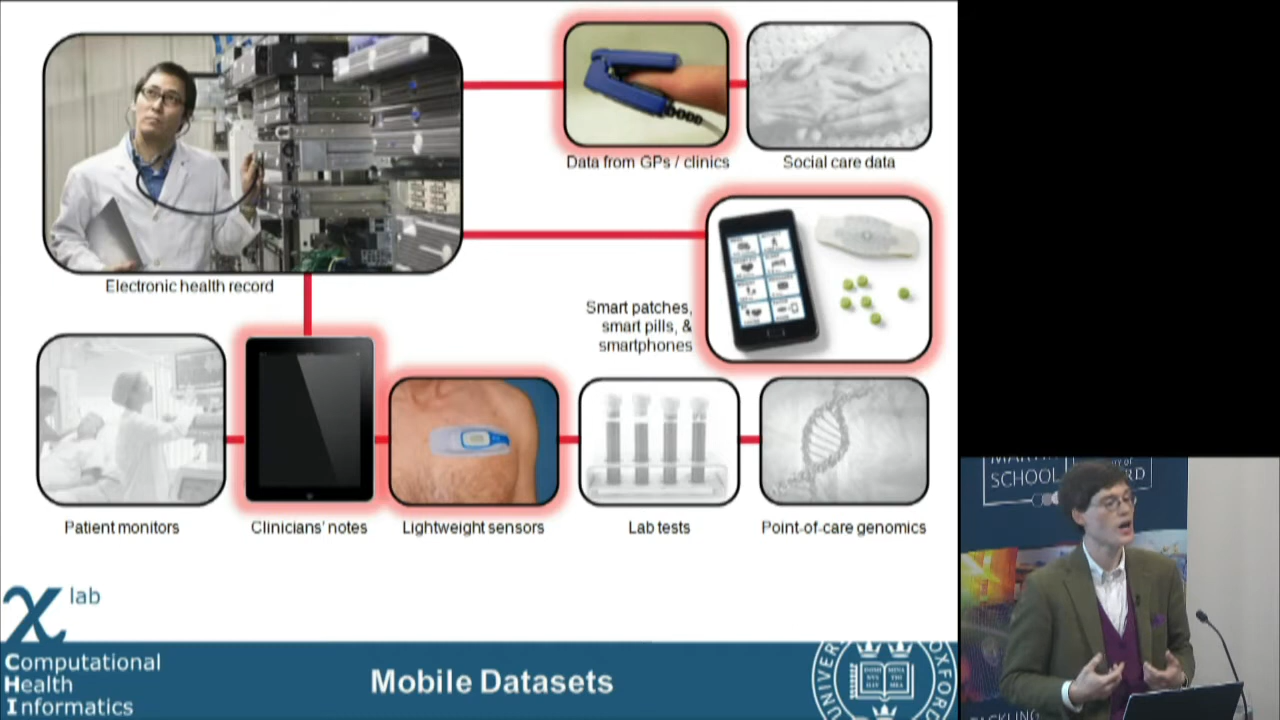 Data from GPs / clinics
Social care data
Electronic health record
Smart patches,
smart pills, &
smartphones
Patient monitors
Clinicians' notes
Lightweight sensors
Lab tests
Point-of-care genomics
χ lab
Computational
Health
Informatics
Mobile Datasets
UNIVER
OXFORD
SCHOOL